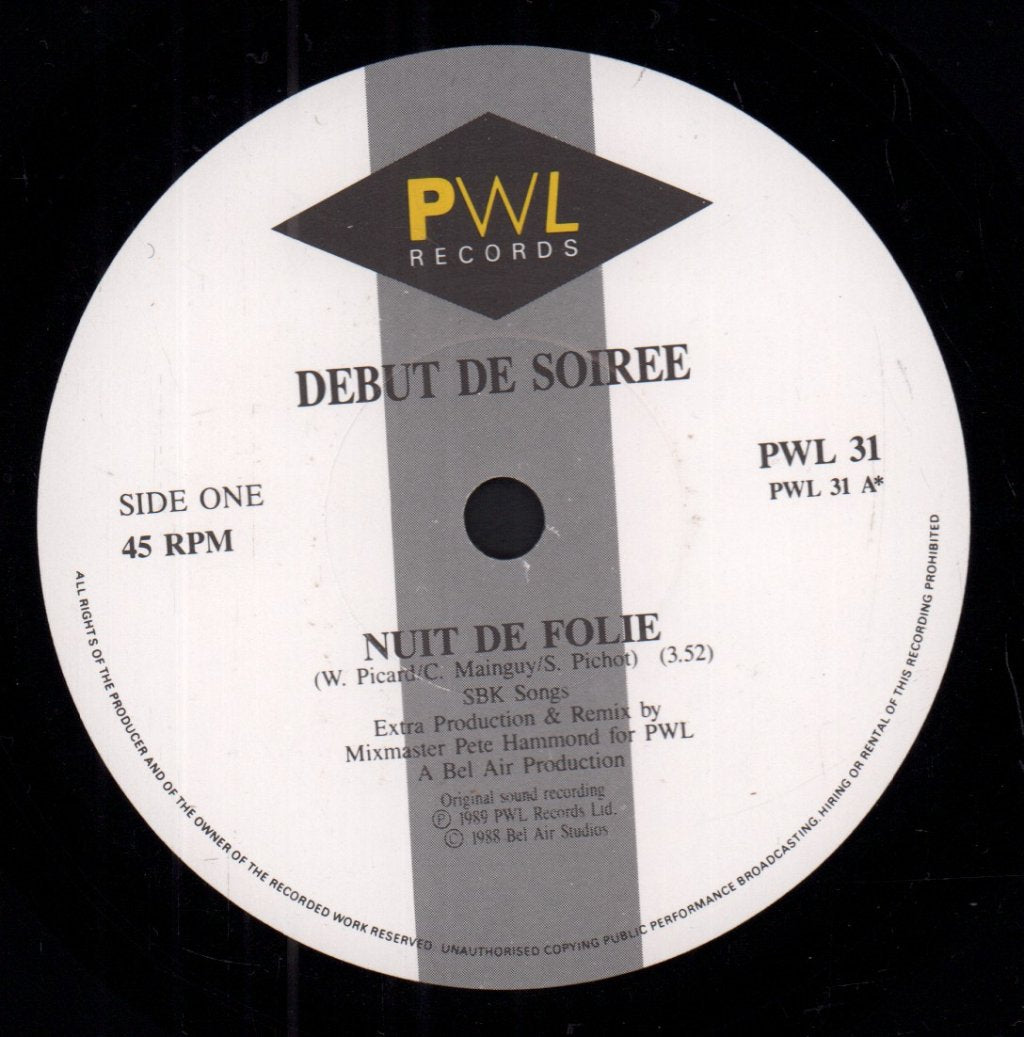 PWL
RECORDS
DEBUT DE SOIREE
PWL 31
PWL 31 A*
SIDE ONE
45 RPM
NUIT DE FOLIE
(W. Picard/C. Mainguy/S. Pichot) (3.52)
SBK Songs
Extra Production & Remix by
Mixmaster Pete Hammond for PWL
A Bel Air Production
Original sound recording
Ⓟ 1989 PWL Records Ltd.
© 1988 Bel Air Studios
ALL RIGHTS OF THE PRODUCER AND OF THE OWNER OF THE RECORDED WORK RESERVED UNAUTHORISED COPYING PUBLIC PERFORMANCE BROADCASTING. HIRING OR RENTAL OF THIS RECORDING PROHIBITED